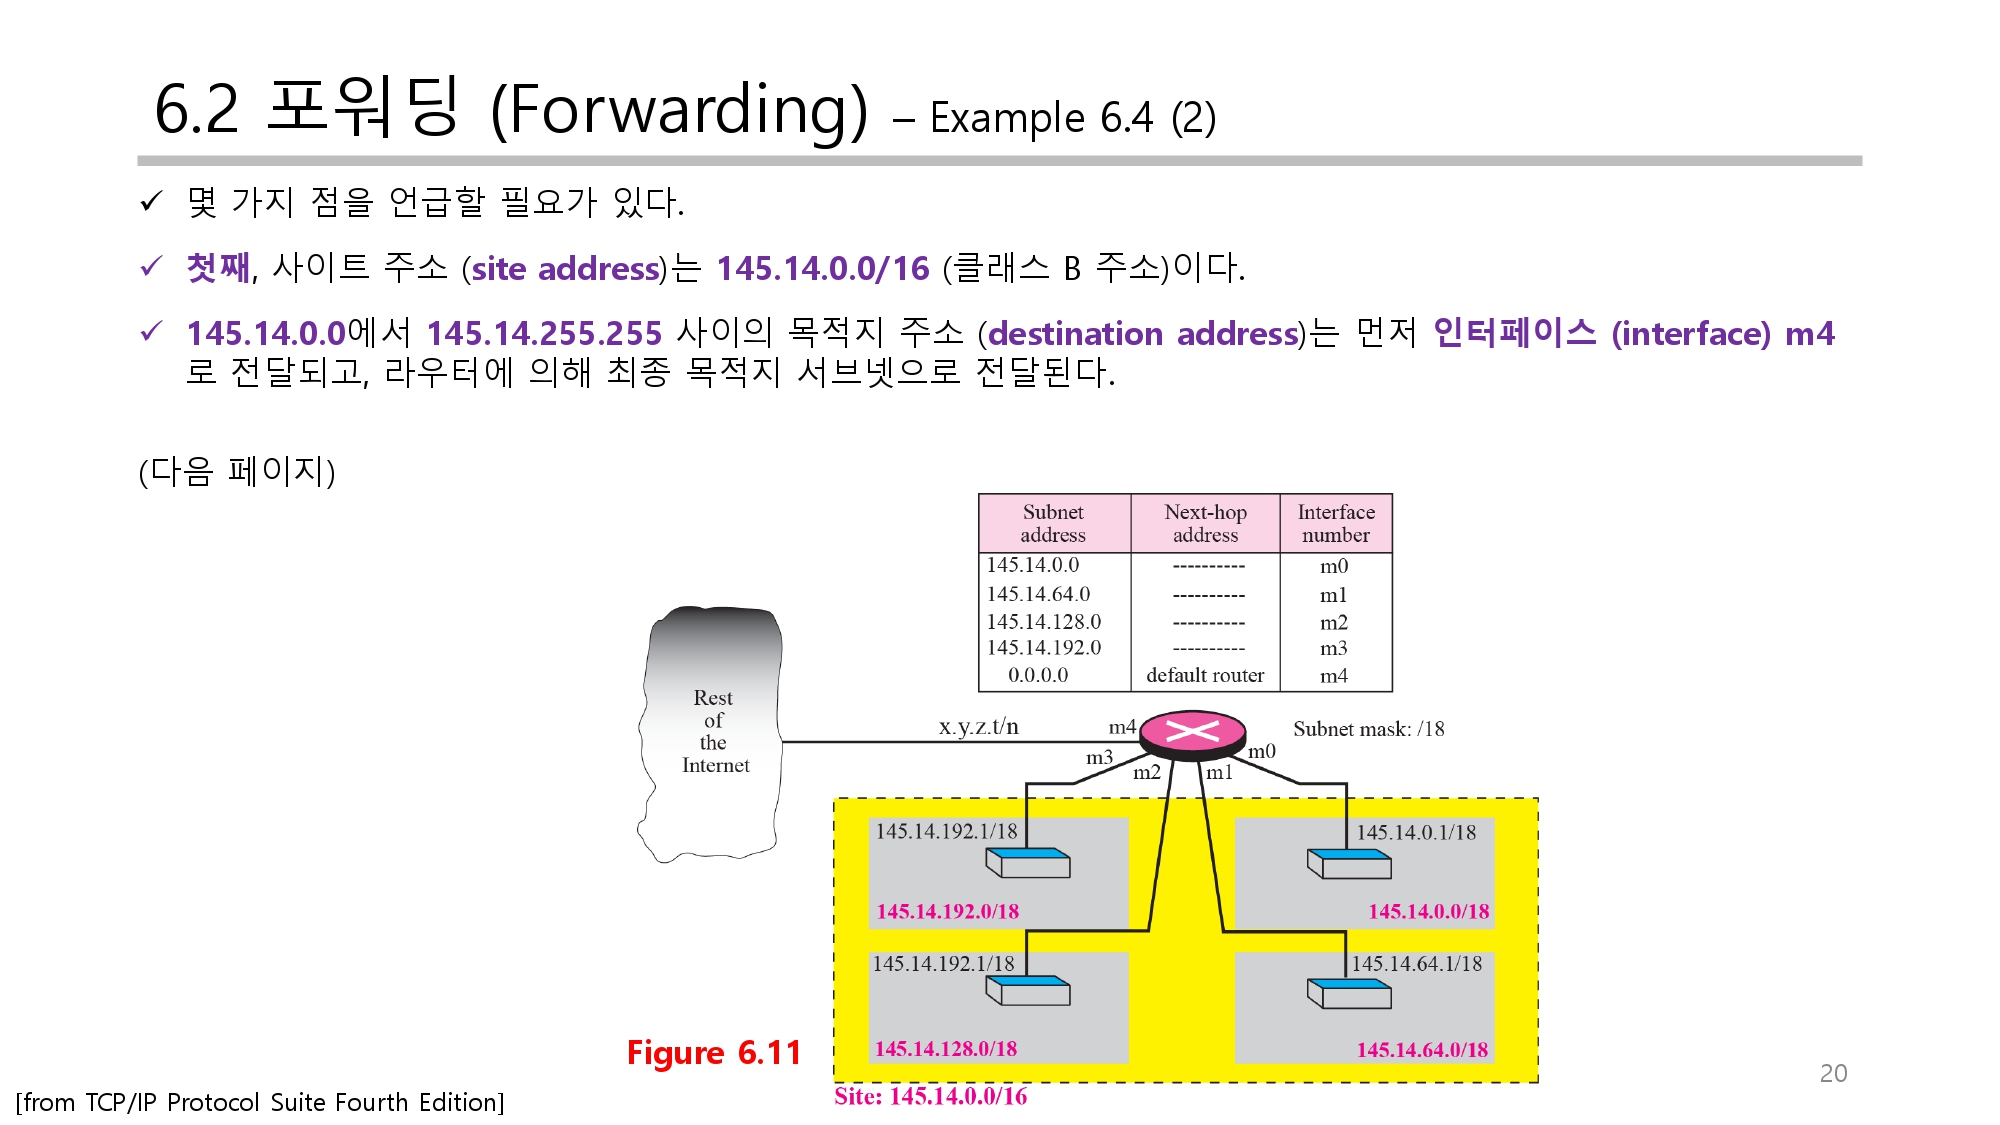 6.2 포워딩 (Forwarding) – Example 6.4 (2)
✓ 몇 가지 점을 언급할 필요가 있다.
✓ 첫째, 사이트 주소 (site address)는 145.14.0.0/16 (클래스 B 주소)이다.
✓ 145.14.0.0에서 145.14.255.255 사이의 목적지 주소 (destination address)는 먼저 인터페이스 (interface) m4
로 전달되고, 라우터에 의해 최종 목적지 서브넷으로 전달된다.
(다음 페이지)
Subnet address Next-hop address Interface number
145.14.0.0 ---------- m0
145.14.64.0 ---------- m1
145.14.128.0 ---------- m2
145.14.192.0 ---------- m3
0.0.0.0 default router m4
Rest
of
the
Internet
x.y.z.t/n m4 Subnet mask: /18
m3 m2 m1 m0
145.14.192.1/18 145.14.0.1/18
145.14.192.0/18 145.14.0.0/18
145.14.192.1/18 145.14.64.1/18
145.14.128.0/18 145.14.64.0/18
Figure 6.11
Site: 145.14.0.0/16
20
[from TCP/IP Protocol Suite Fourth Edition]